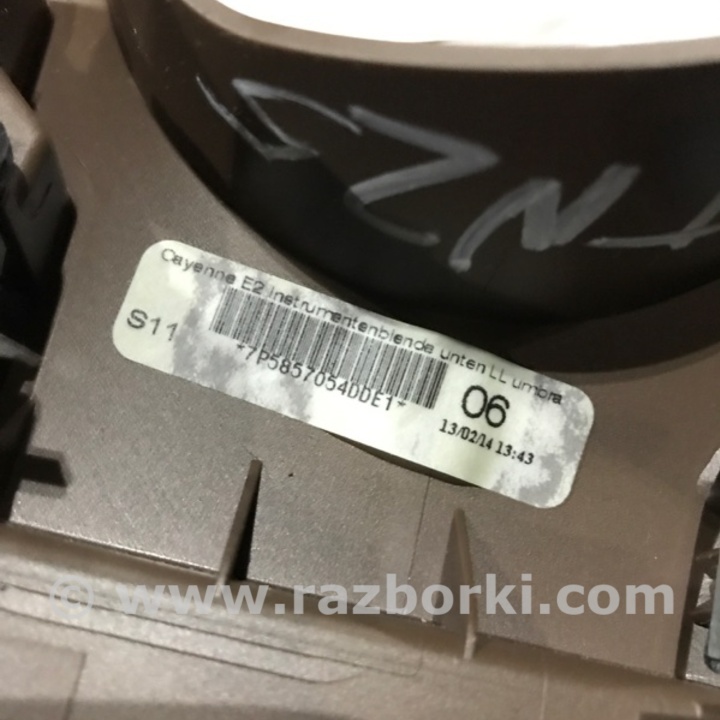 Cayenne E2 Instrumentenblende unten LL umbra
S11
*7P5857054DDE1*
06
13/02/14 13:43
© www.razborki.com